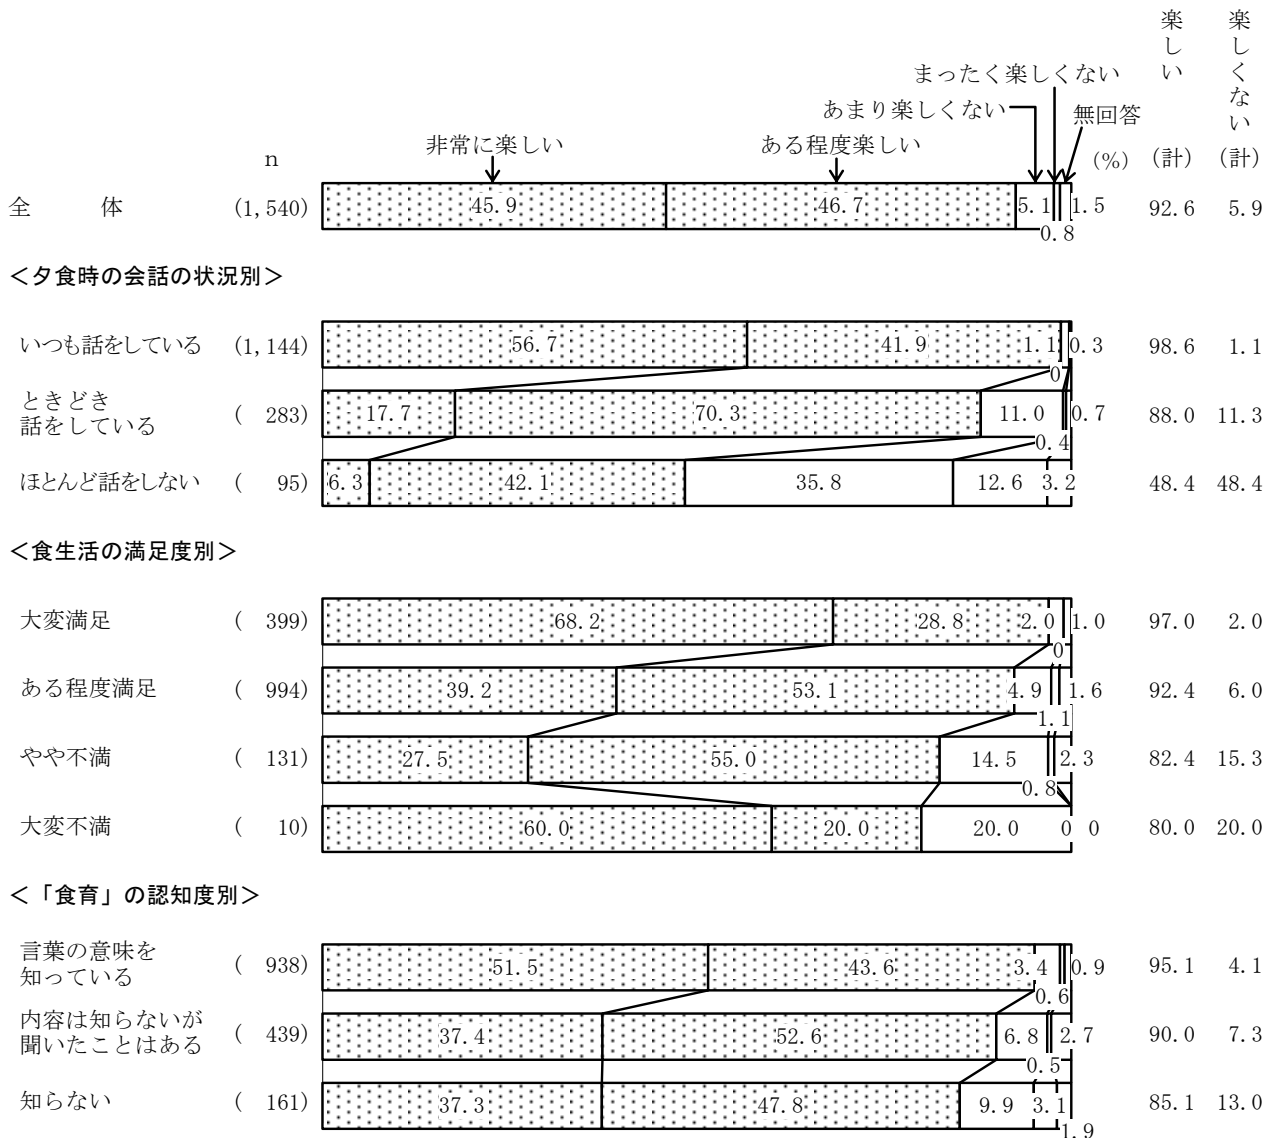 楽しい(計)
楽しくない(計)
まったく楽しくない
あまり楽しくない
無回答
非常に楽しい ある程度楽しい
n (%)
全体 (1,540) 45.9 46.7 5.1 0.8 1.5 92.6 5.9
＜夕食時の会話の状況別＞
いつも話をしている (1,144) 56.7 41.9 1.1 0 0.3 98.6 1.1
ときどき
話をしている ( 283) 17.7 70.3 11.0 0.4 0.7 88.0 11.3
ほとんど話をしない ( 95) 6.3 42.1 35.8 12.6 3.2 48.4 48.4
＜食生活の満足度別＞
大変満足 ( 399) 68.2 28.8 2.0 0 1.0 97.0 2.0
ある程度満足 ( 994) 39.2 53.1 4.9 1.1 1.6 92.4 6.0
やや不満 ( 131) 27.5 55.0 14.5 0.8 2.3 82.4 15.3
大変不満 ( 10) 60.0 20.0 20.0 0 0 80.0 20.0
＜「食育」の認知度別＞
言葉の意味を
知っている ( 938) 51.5 43.6 3.4 0.6 0.9 95.1 4.1
内容は知らないが
聞いたことはある ( 439) 37.4 52.6 6.8 0.5 2.7 90.0 7.3
知らない ( 161) 37.3 47.8 9.9 3.1 1.9 85.1 13.0